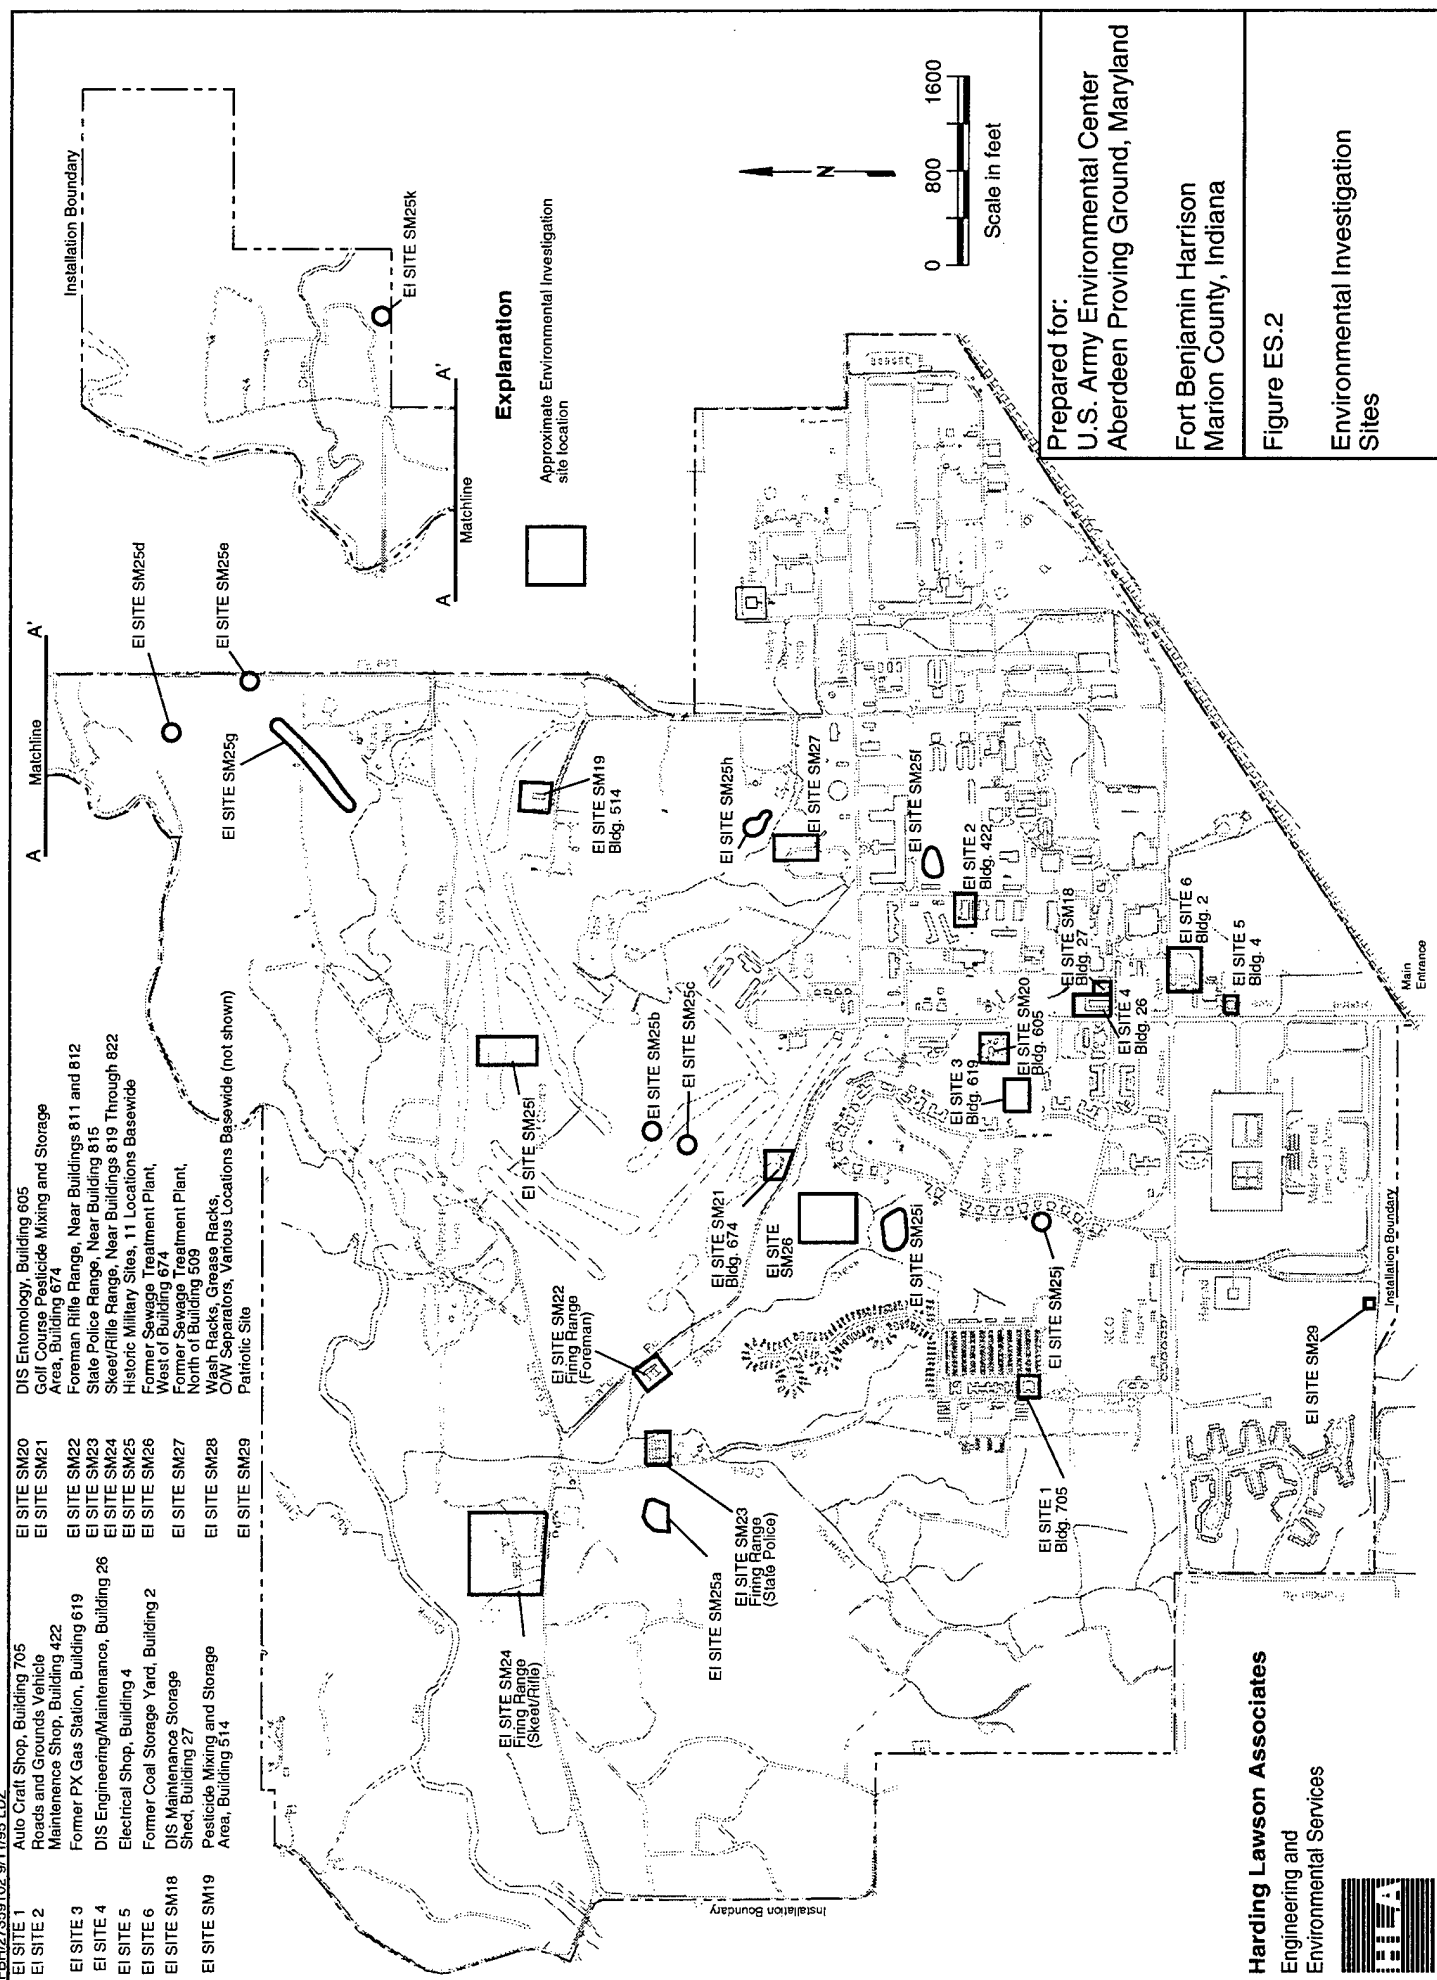 EI SITE 1 Auto Craft Shop, Building 705
EI SITE 2 Roads and Grounds Vehicle
Maintenence Shop, Building 422
EI SITE 3 Former PX Gas Station, Building 619
EI SITE 4 DIS Engineering/Maintenance, Building 26
EI SITE 5 Electrical Shop, Building 4
EI SITE 6 Former Coal Storage Yard, Building 2
EI SITE SM18 DIS Maintenance Storage
Shed, Building 27
EI SITE SM19 Pesticide Mixing and Storage
Area, Building 514
EI SITE SM20 DIS Entomology, Building 605
EI SITE SM21 Golf Course Pesticide Mixing and Storage
Area, Building 674
EI SITE SM22 Foreman Rifle Range, Near Buildings 811 and 812
EI SITE SM23 State Police Range, Near Building 815
EI SITE SM24 Skeet/Rifle Range, Near Buildings 819 Through 822
EI SITE SM25 Historic Military Sites, 11 Locations Basewide
EI SITE SM26 Former Sewage Treatment Plant,
West of Building 674
EI SITE SM27 Former Sewage Treatment Plant,
North of Building 509
EI SITE SM28 Wash Racks, Grease Racks,
O/W Separators, Various Locations Basewide (not shown)
EI SITE SM29 Patriotic Site
A Matchline A'
EI SITE SM25d
EI SITE SM25e
EI SITE SM25g
Installation Boundary
EI SITE SM25k
A Matchline A'
Explanation
Approximate Environmental Investigation
site location
N
0 800 1600
Scale in feet
EI SITE SM24
Firing Range
(Skeet/Rifle)
EI SITE SM22
Firing Range
(Foreman)
EI SITE SM25l
EI SITE SM19
Bldg. 514
EI SITE SM25b
EI SITE SM25c
EI SITE SM25a
EI SITE SM23
Firing Range
(State Police)
EI SITE SM21
Bldg. 674
EI SITE
SM26
EI SITE SM25h
EI SITE SM27
EI SITE SM25i
EI SITE SM25f
EI SITE 2
Bldg. 422
EI SITE 3
Bldg. 619
EI SITE SM20
Bldg. 605
EI SITE SM18
Bldg. 27
EI SITE 4
Bldg. 26
EI SITE 1
Bldg. 705
EI SITE SM25j
EI SITE 6
Bldg. 2
EI SITE 5
Bldg. 4
EI SITE SM29
Installation Boundary
Installation Boundary
Main
Entrance
Harding Lawson Associates
Engineering and
Environmental Services
Prepared for:
U.S. Army Environmental Center
Aberdeen Proving Ground, Maryland
Fort Benjamin Harrison
Marion County, Indiana
Figure ES.2
Environmental Investigation
Sites